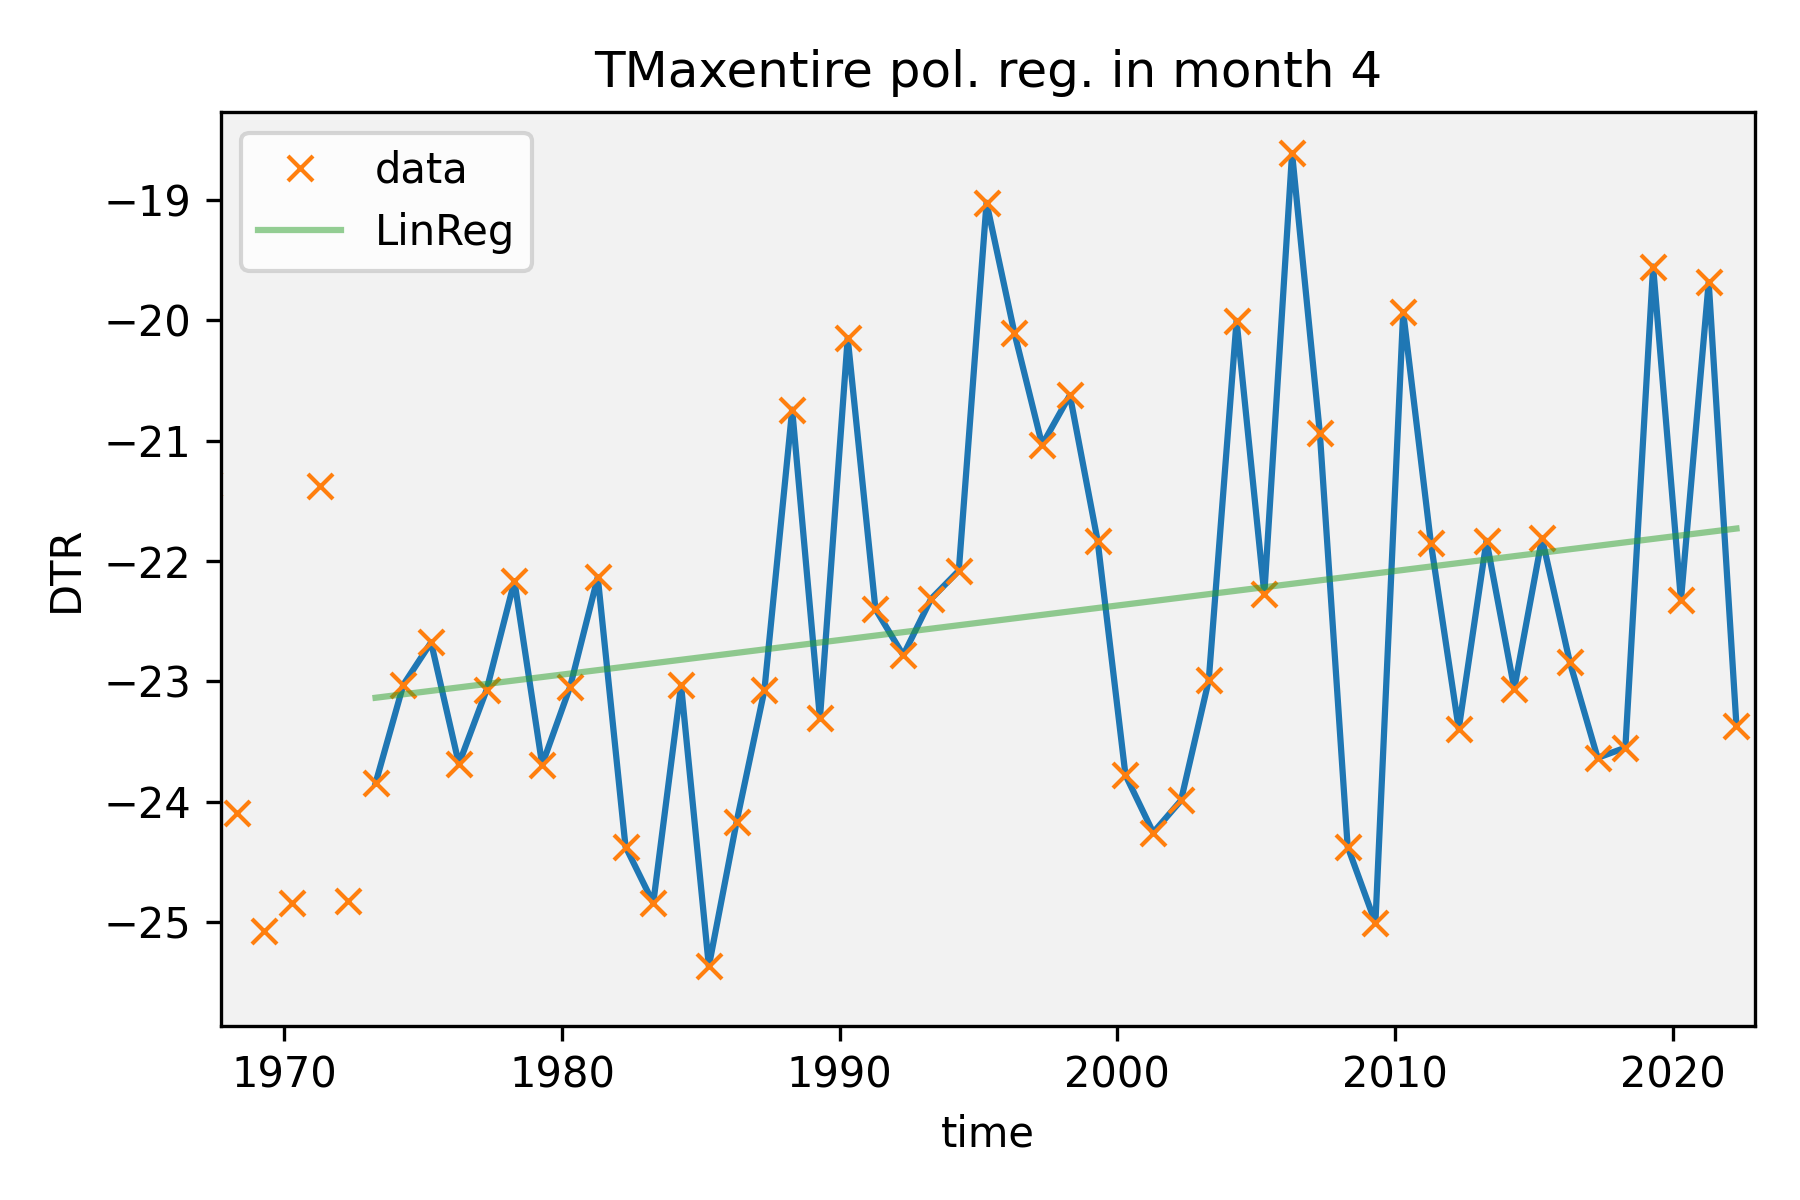 TMaxentire pol. reg. in month 4
data
LinReg
−19
−20
−21
−22
−23
−24
−25
DTR
1970 1980 1990 2000 2010 2020
time